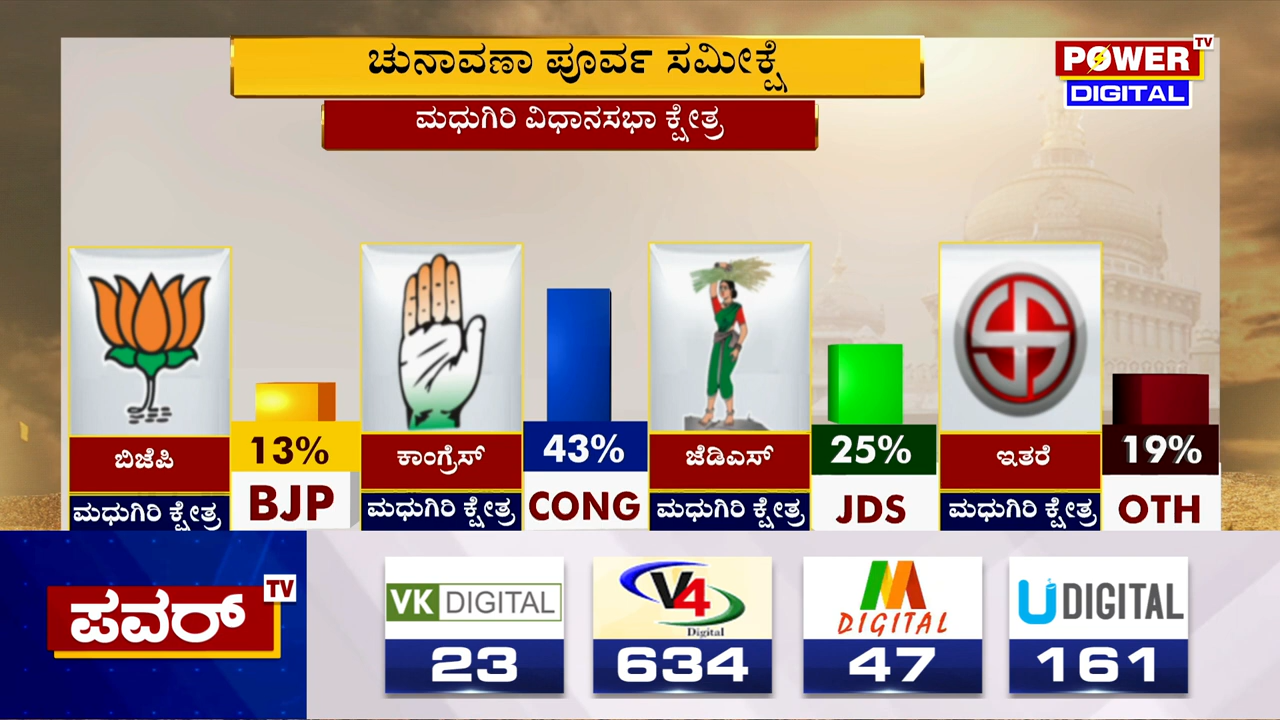 ಚುನಾವಣಾ ಪೂರ್ವ ಸಮೀಕ್ಷೆ
ಮಧುಗಿರಿ ವಿಧಾನಸಭಾ ಕ್ಷೇತ್ರ
POWER TV
DIGITAL
13% 43% 25% 19%
ಬಿಜೆಪಿ ಕಾಂಗ್ರೆಸ್ ಜೆಡಿಎಸ್ ಇತರೆ
ಮಧುಗಿರಿ ಕ್ಷೇತ್ರ BJP ಮಧುಗಿರಿ ಕ್ಷೇತ್ರ CONG ಮಧುಗಿರಿ ಕ್ಷೇತ್ರ JDS ಮಧುಗಿರಿ ಕ್ಷೇತ್ರ OTH
ಪವರ್ TV
VK DIGITAL V4 Digital M DIGITAL U DIGITAL
23 634 47 161